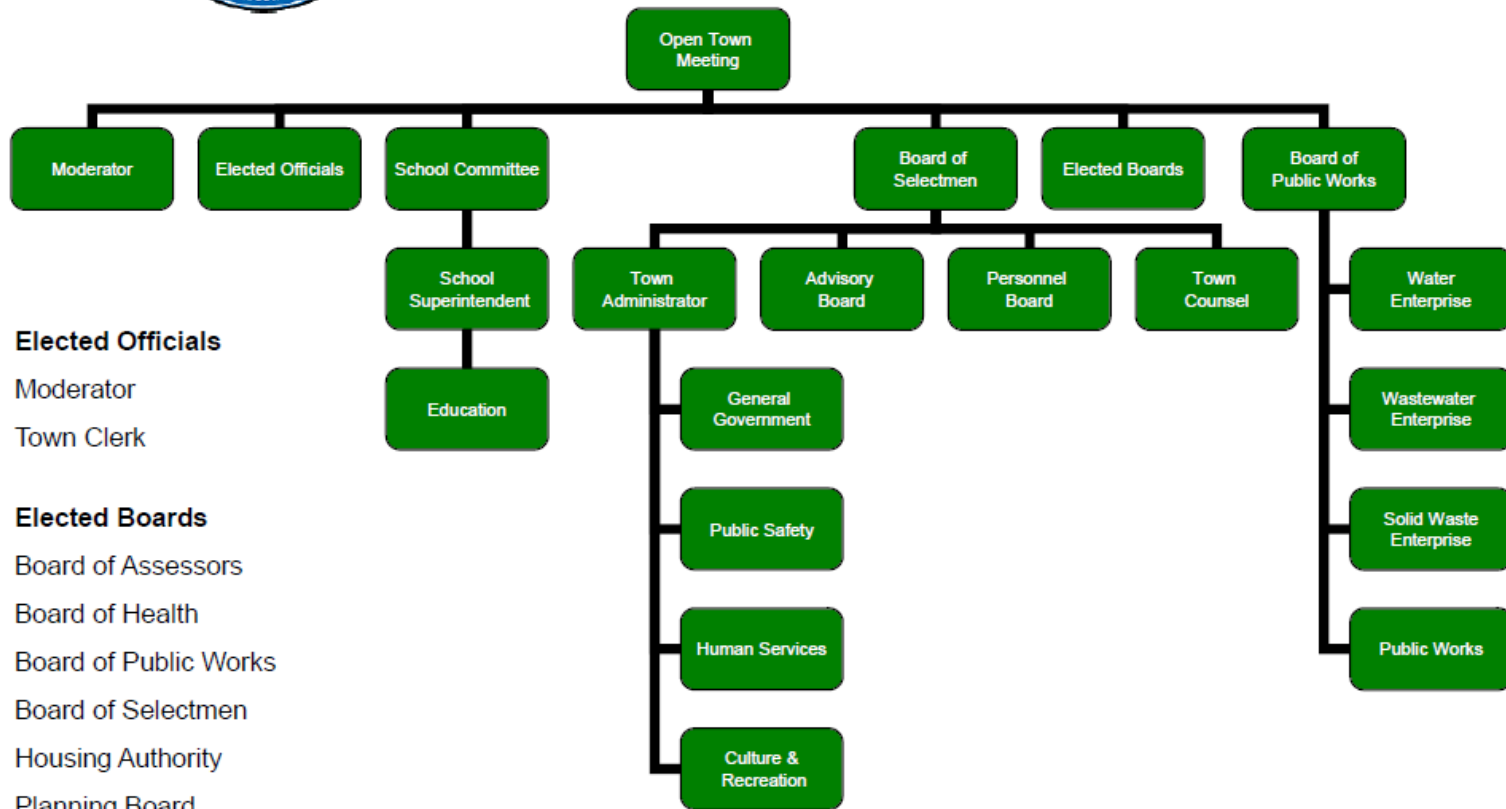 Open Town
Meeting
Moderator
Elected Officials
School Committee
Board of
Selectmen
Elected Boards
Board of
Public Works
School
Superintendent
Town
Administrator
Advisory
Board
Personnel
Board
Town
Counsel
Water
Enterprise
Education
General
Government
Wastewater
Enterprise
Public Safety
Solid Waste
Enterprise
Human Services
Public Works
Culture &
Recreation
Elected Officials
Moderator
Town Clerk
Elected Boards
Board of Assessors
Board of Health
Board of Public Works
Board of Selectmen
Housing Authority
Planning Board